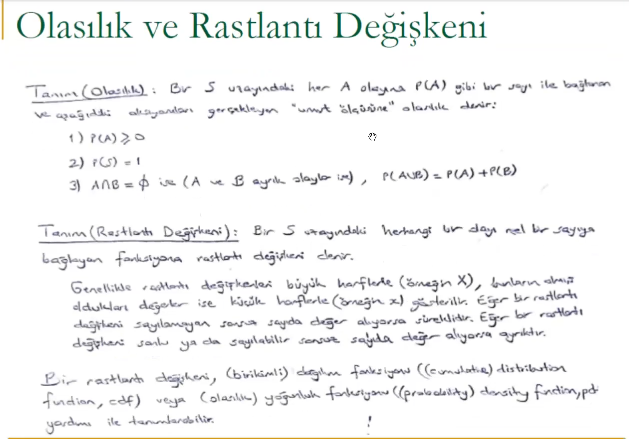 Olasılık ve Rastlantı Değişkeni
Tanım (Olasılık) : Bir S uzayındaki her A olayına P(A) gibi bir sayı ile bağlanan
ve aşağıdaki aksiyomları gerçekleyen "umut ölçüsüne" olasılık denir:
1) P(A) ≥ 0
2) P(S) = 1
3) A∩B = ∅ ise (A ve B ayrık olaylar ise), P(A∪B) = P(A) + P(B)
Tanım (Rastlantı Değişkeni) : Bir S uzayındaki herhangi bir olayı reel bir sayıya
bağlayan fonksiyona rastlantı değişkeni denir.
Genellikle rastlantı değişkenleri büyük harflerle (örneğin X), bunların almış
oldukları değerler ise küçük harflerle (örneğin x) gösterilir. Eğer bir rastlantı
değişkeni sayılamayan sonsuz sayıda değer alıyorsa süreklidir. Eğer bir rastlantı
değişkeni sonlu ya da sayılabilir sonsuz sayıda değer alıyorsa ayrıktır.
Bir rastlantı değişkeni, (birikimli) dağılım fonksiyonu ((cumulative) distribution
function, cdf) veya (olasılık) yoğunluk fonksiyonu ((probability) density function, pdf
yardımı ile tanımlanabilir.